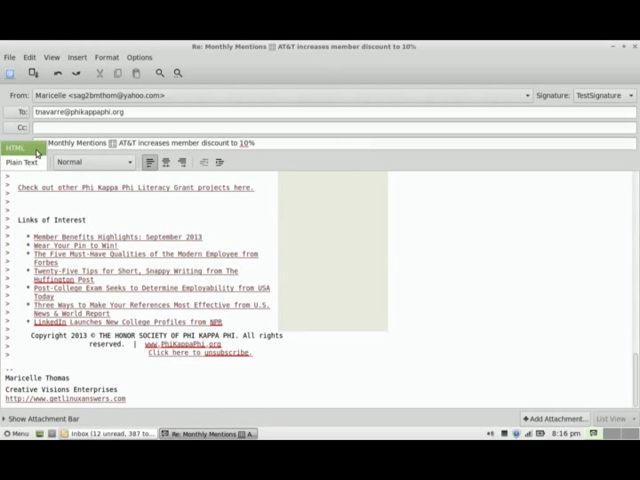 Re: Monthly Mentions AT&T increases member discount to 10%
File Edit View Insert Format Options
From: Maricelle <sag2bmthom@yahoo.com> Signature: TestSignature
To: tnavarre@phikappaphi.org
Cc:
Monthly Mentions AT&T increases member discount to 10%
HTML
Plain Text Normal
>
> Check out other Phi Kappa Phi Literacy Grant projects here.
>
>
> Links of Interest
>
> * Member Benefits Highlights: September 2013
> * Wear Your Pin to Win!
> * The Five Must-Have Qualities of the Modern Employee from
> Forbes
> * Twenty-Five Tips for Short, Snappy Writing from The
> Huffington Post
> * Post-College Exam Seeks to Determine Employability from USA
> Today
> * Three Ways to Make Your References Most Effective from U.S.
> News & World Report
> * LinkedIn Launches New College Profiles from NPR
> Copyright 2013 © THE HONOR SOCIETY OF PHI KAPPA PHI. All rights
> reserved. | www.PhiKappaPhi.org
> Click here to unsubscribe.
--
Maricelle Thomas
Creative Visions Enterprises
http://www.getlinuxanswers.com
Show Attachment Bar Add Attachment... List View
Menu Inbox (12 unread, 387 to... Re: Monthly Mentions A... 8:16 pm